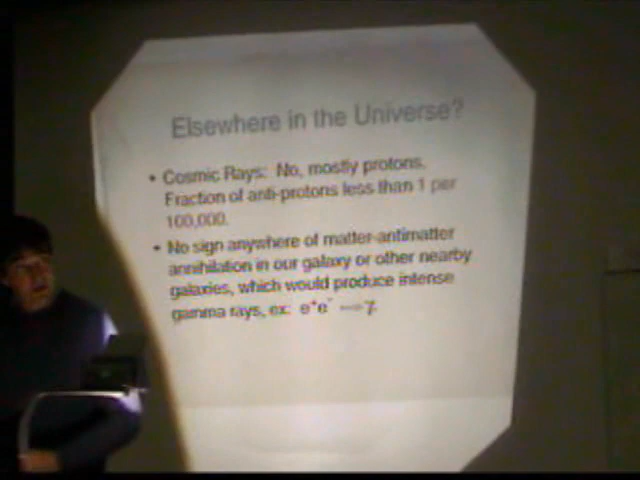 Elsewhere in the Universe?
• Cosmic Rays: No, mostly protons.
Fraction of anti-protons less than 1 per
100,000.
• No sign anywhere of matter-antimatter
annihilation in our galaxy or other nearby
galaxies, which would produce intense
gamma rays, ex: e⁺e⁻